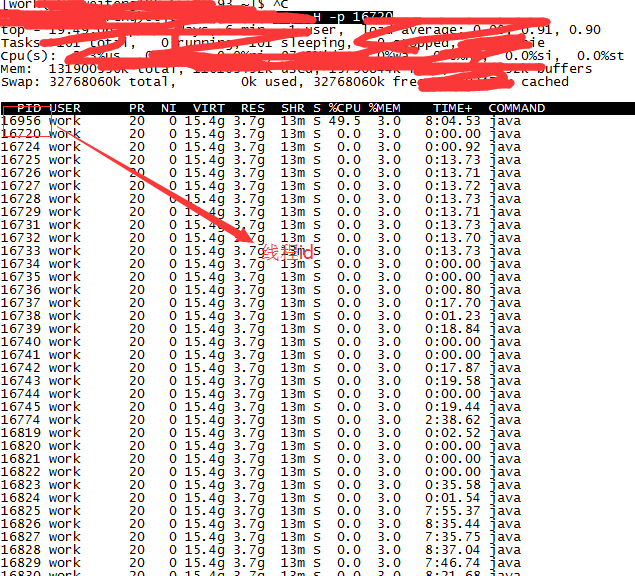 [work 93 ~]$ ^C
H -p 16720
top - 19:49:0 days, 6 min, 1 user, load average: 0.00, 0.91, 0.90
Tasks: 101 total, 0 running, 101 sleeping,
Cpu(s): 0.0%si, 0.0%st
Mem: total, buffers
Swap: 32768060k total, 0k used, 32768060k free, cached
PID USER PR NI VIRT RES SHR S %CPU %MEM TIME+ COMMAND
16956 work 20 0 15.4g 3.7g 13m S 49.5 3.0 8:04.53 java
16720 work 20 0 15.4g 3.7g 13m S 0.0 3.0 0:00.00 java
16724 work 20 0 15.4g 3.7g 13m S 0.0 3.0 0:00.92 java
16725 work 20 0 15.4g 3.7g 13m S 0.0 3.0 0:13.73 java
16726 work 20 0 15.4g 3.7g 13m S 0.0 3.0 0:13.71 java
16727 work 20 0 15.4g 3.7g 13m S 0.0 3.0 0:13.72 java
16728 work 20 0 15.4g 3.7g 13m S 0.0 3.0 0:13.73 java
16729 work 20 0 15.4g 3.7g 13m S 0.0 3.0 0:13.71 java
16731 work 20 0 15.4g 3.7g 13m S 0.0 3.0 0:13.73 java
16732 work 20 0 15.4g 3.7g 13m S 0.0 3.0 0:13.70 java
16733 work 20 0 15.4g 3.7g 13m S 0.0 3.0 0:13.73 java
线程id
16734 work 20 0 15.4g 3.7g 13m S 0.0 3.0 0:00.00 java
16735 work 20 0 15.4g 3.7g 13m S 0.0 3.0 0:00.00 java
16736 work 20 0 15.4g 3.7g 13m S 0.0 3.0 0:00.80 java
16737 work 20 0 15.4g 3.7g 13m S 0.0 3.0 0:17.70 java
16738 work 20 0 15.4g 3.7g 13m S 0.0 3.0 0:01.23 java
16739 work 20 0 15.4g 3.7g 13m S 0.0 3.0 0:18.84 java
16740 work 20 0 15.4g 3.7g 13m S 0.0 3.0 0:00.00 java
16741 work 20 0 15.4g 3.7g 13m S 0.0 3.0 0:00.00 java
16742 work 20 0 15.4g 3.7g 13m S 0.0 3.0 0:17.87 java
16743 work 20 0 15.4g 3.7g 13m S 0.0 3.0 0:19.58 java
16744 work 20 0 15.4g 3.7g 13m S 0.0 3.0 0:00.00 java
16745 work 20 0 15.4g 3.7g 13m S 0.0 3.0 0:19.44 java
16774 work 20 0 15.4g 3.7g 13m S 0.0 3.0 2:38.62 java
16819 work 20 0 15.4g 3.7g 13m S 0.0 3.0 0:02.52 java
16820 work 20 0 15.4g 3.7g 13m S 0.0 3.0 0:00.00 java
16821 work 20 0 15.4g 3.7g 13m S 0.0 3.0 0:00.00 java
16822 work 20 0 15.4g 3.7g 13m S 0.0 3.0 0:00.00 java
16823 work 20 0 15.4g 3.7g 13m S 0.0 3.0 0:35.58 java
16824 work 20 0 15.4g 3.7g 13m S 0.0 3.0 0:01.54 java
16825 work 20 0 15.4g 3.7g 13m S 0.0 3.0 7:55.37 java
16826 work 20 0 15.4g 3.7g 13m S 0.0 3.0 8:35.44 java
16827 work 20 0 15.4g 3.7g 13m S 0.0 3.0 7:35.75 java
16828 work 20 0 15.4g 3.7g 13m S 0.0 3.0 8:37.04 java
16829 work 20 0 15.4g 3.7g 13m S 0.0 3.0 7:46.74 java
16830 work 20 0 15.4g 3.7g 13m S 0.0 3.0 8:21.68 java